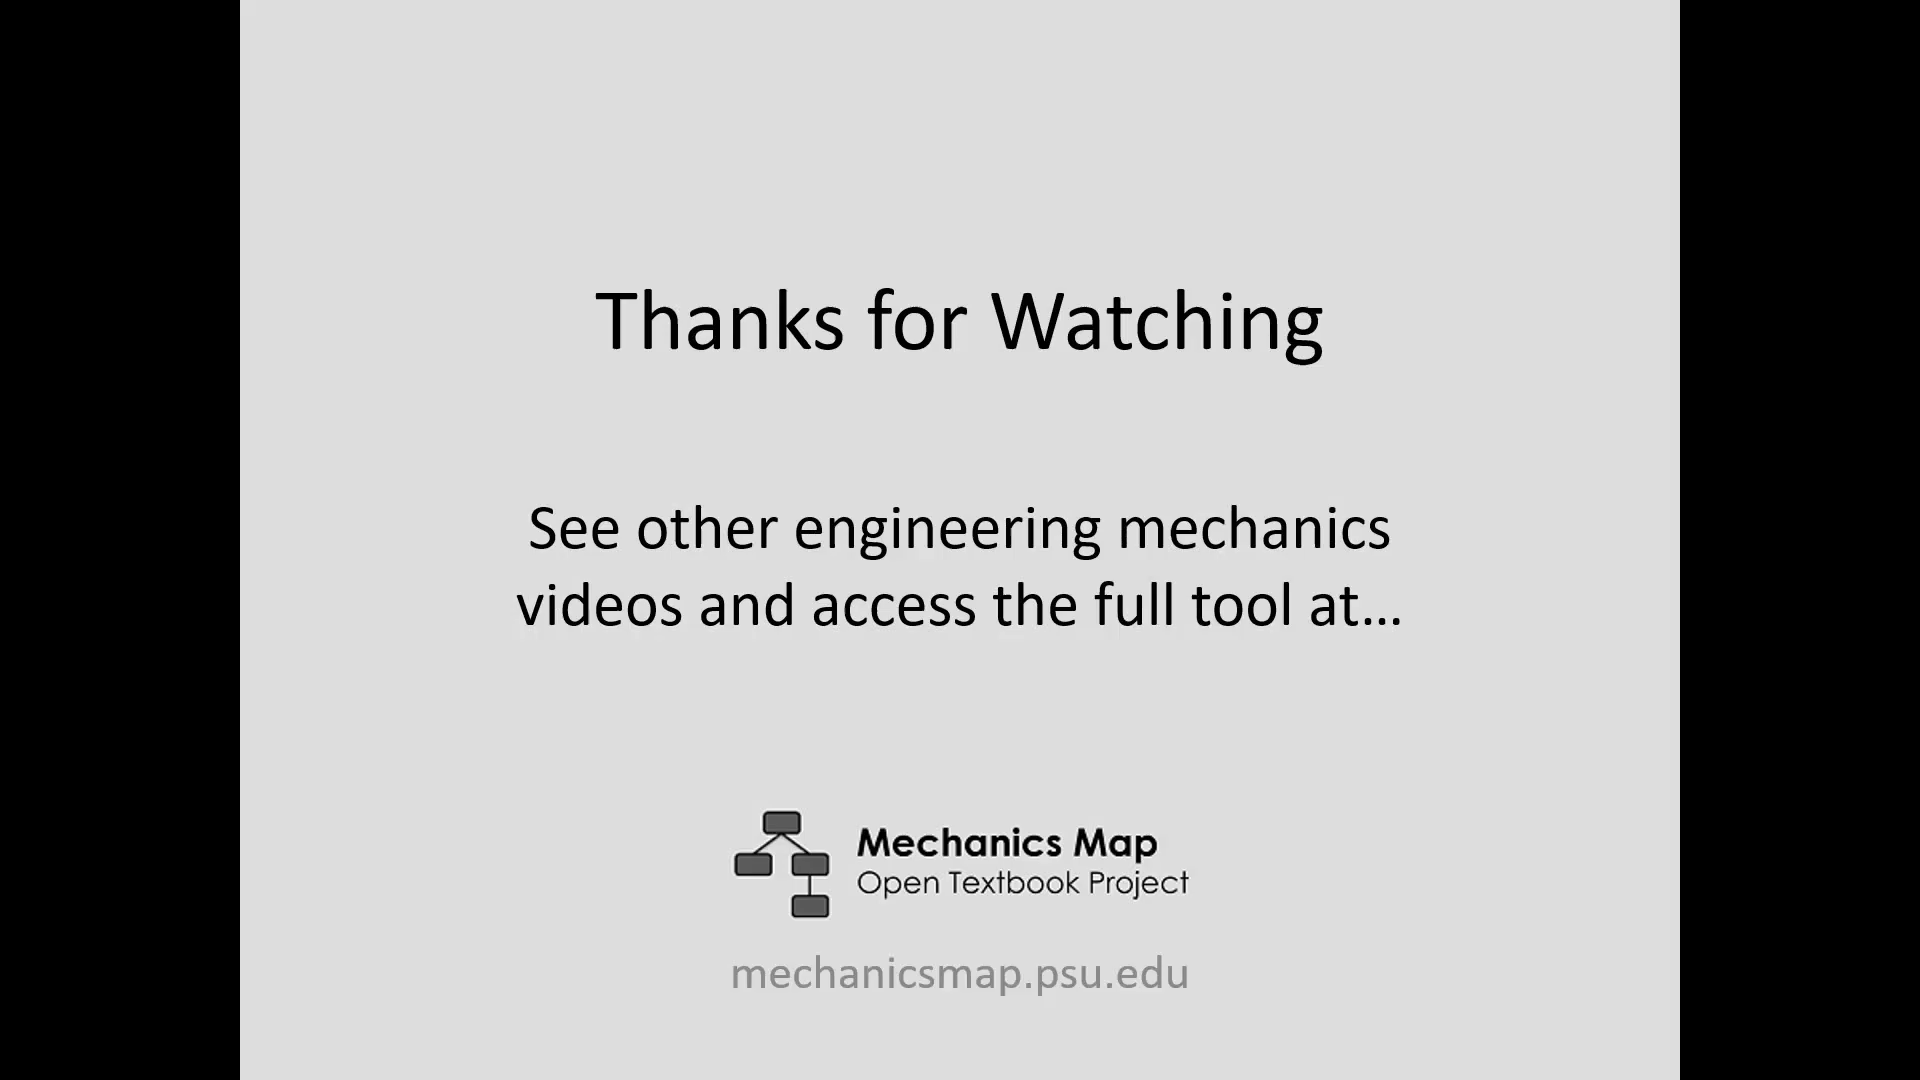 Thanks for Watching
See other engineering mechanics
videos and access the full tool at…
Mechanics Map
Open Textbook Project
mechanicsmap.psu.edu